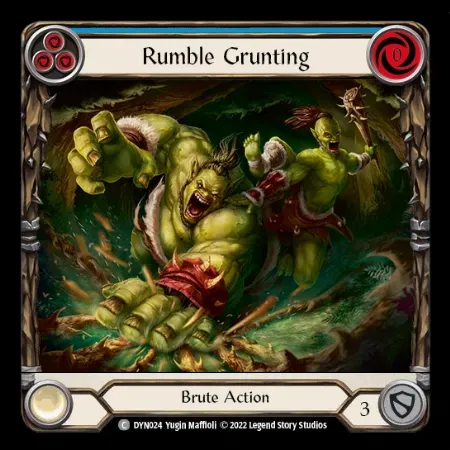 Rumble Grunting
0
Brute Action
3
C DYN024 Yugin Maffioli © 2022 Legend Story Studios